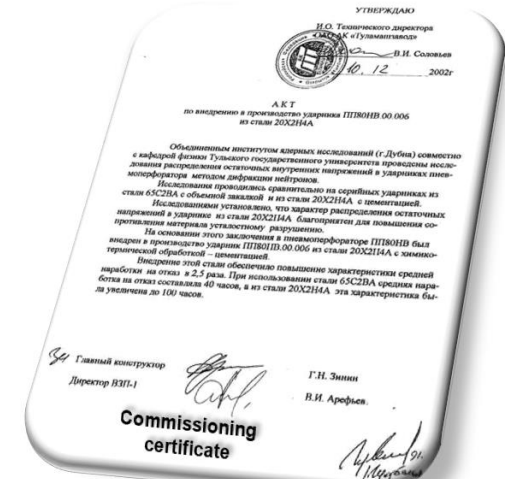 УТВЕРЖДАЮ
И.О. Технического директора
ОАО АК «Туламашзавод»
В.И. Соловьев
10. 12 2002г
А К Т
по внедрению в производство ударника ПП80НВ.00.006
из стали 20Х2Н4А
Объединенным институтом ядерных исследований (г.Дубна) совместно
с кафедрой физики Тульского государственного университета проведены иссле-
дования распределения остаточных внутренних напряжений в ударниках пнев-
моперфоратора методом дифракции нейтронов.
Исследования проводились сравнительно на серийных ударниках из
стали 65С2ВА с объемной закалкой и из стали 20Х2Н4А с цементацией.
Исследованиями установлено, что характер распределения остаточных
напряжений в ударнике из стали 20Х2Н4А благоприятен для повышения со-
противления материала усталостному разрушению.
На основании этого заключения в пневмоперфораторе ПП80НВ был
внедрен в производство ударник ПП80НВ.00.006 из стали 20Х2Н4А с химико-
термической обработкой – цементацией.
Внедрение этой стали обеспечило повышение характеристики средней
наработки на отказ в 2,5 раза. При использовании стали 65С2ВА средняя нара-
ботка на отказ составляла 40 часов, а из стали 20Х2Н4А эта характеристика бы-
ла увеличена до 100 часов.
Главный конструктор Г.Н. Зинин
Директор ВЗП-1 В.И. Арефьев.
Commissioning
certificate